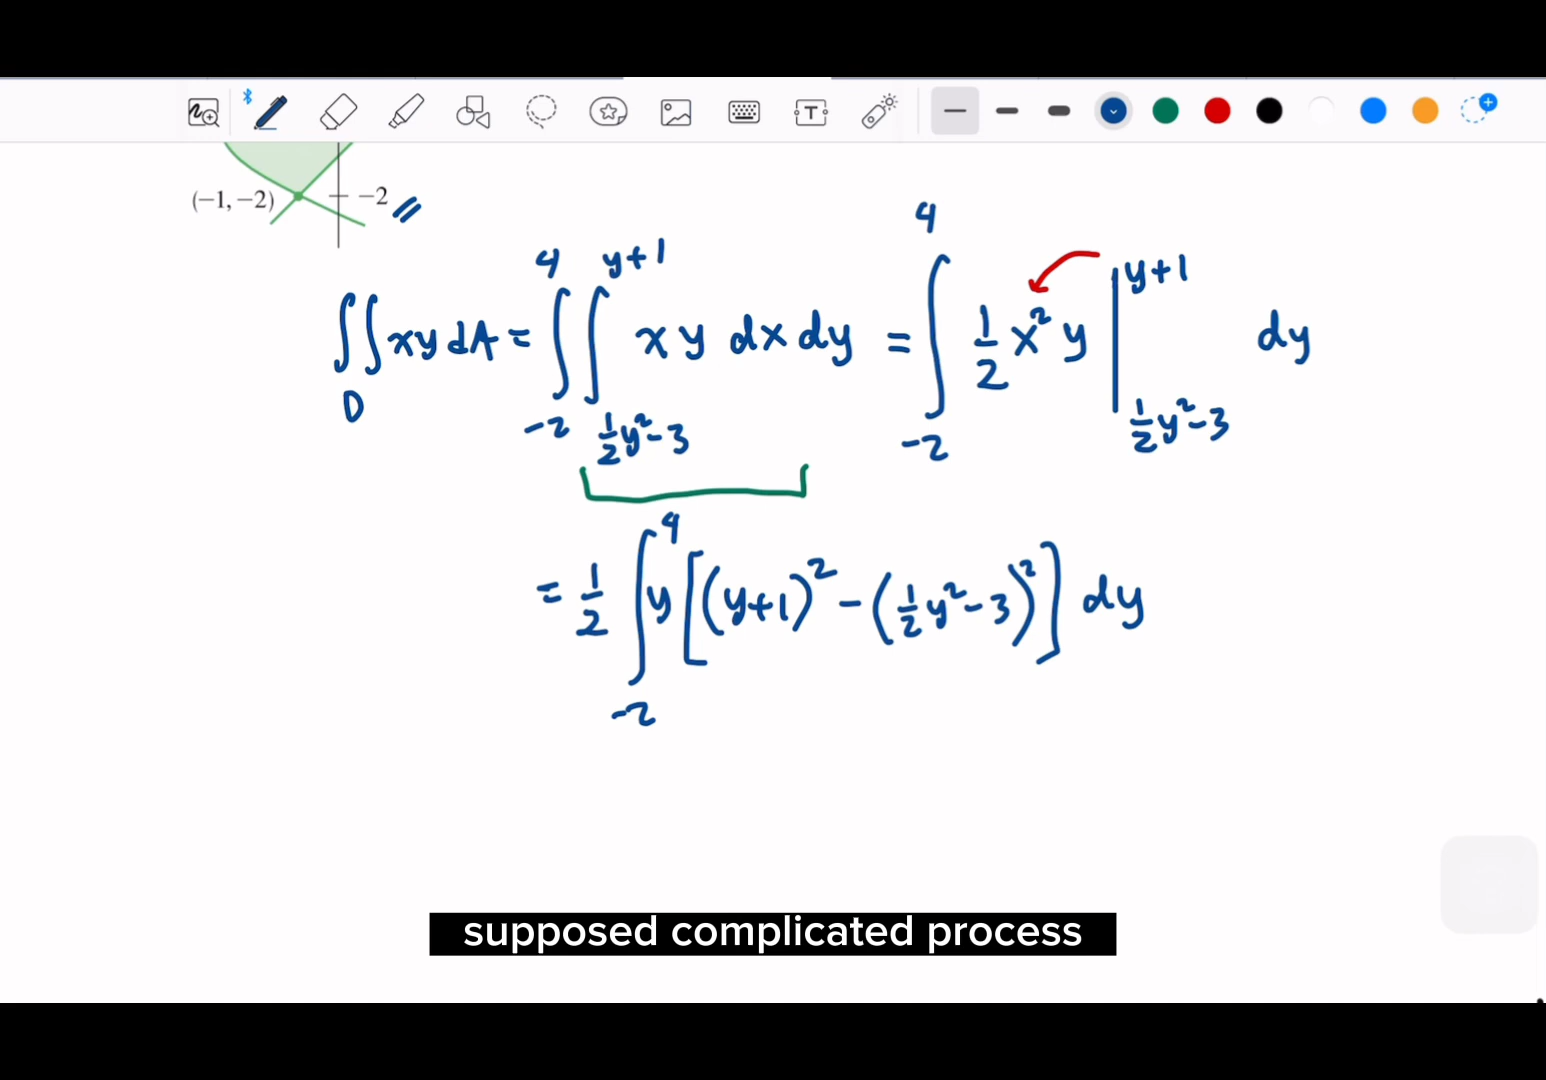 (−1, −2) −2
∬_D xy dA = ∫_{-2}^{4} ∫_{½y²-3}^{y+1} xy dx dy = ∫_{-2}^{4} ½x²y |_{½y²-3}^{y+1} dy
= ½ ∫_{-2}^{4} y[(y+1)² - (½y²-3)²] dy
supposed complicated process